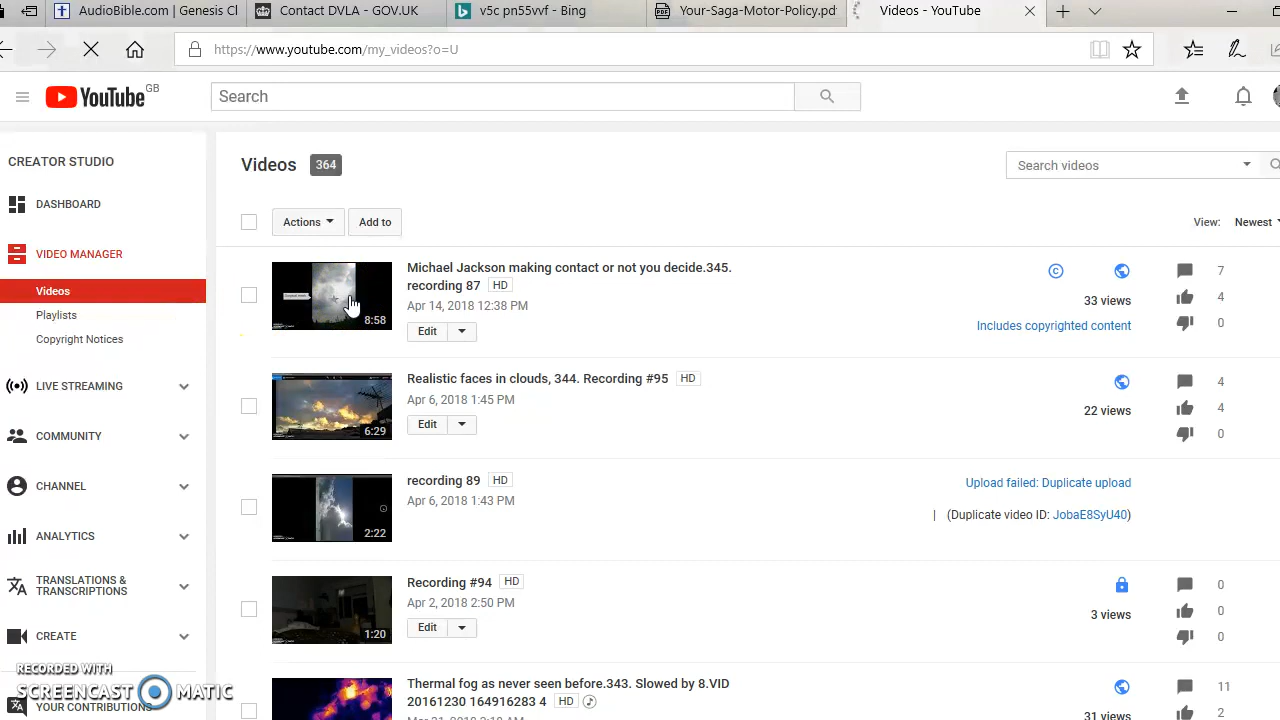 AudioBible.com | Genesis Cl
Contact DVLA - GOV.UK
v5c pn55vvf - Bing
Your-Saga-Motor-Policy.pd
Videos - YouTube
https://www.youtube.com/my_videos?o=U
YouTube GB
Search
CREATOR STUDIO
Videos 364
Search videos
DASHBOARD
Actions
Add to
View: Newest
VIDEO MANAGER
Videos
Playlists
Copyright Notices
LIVE STREAMING
COMMUNITY
CHANNEL
ANALYTICS
TRANSLATIONS &
TRANSCRIPTIONS
CREATE
YOUR CONTRIBUTIONS
Michael Jackson making contact or not you decide.345.
recording 87 HD
Apr 14, 2018 12:38 PM
8:58
Edit
33 views
Includes copyrighted content
7
4
0
Realistic faces in clouds, 344. Recording #95 HD
Apr 6, 2018 1:45 PM
6:29
Edit
22 views
4
4
0
recording 89 HD
Apr 6, 2018 1:43 PM
2:22
Upload failed: Duplicate upload
| (Duplicate video ID: JobaE8SyU40)
Recording #94 HD
Apr 2, 2018 2:50 PM
1:20
Edit
3 views
0
0
0
Thermal fog as never seen before.343. Slowed by 8.VID
20161230 164916283 4 HD
31 views
11
2
RECORDED WITH
SCREENCAST MATIC